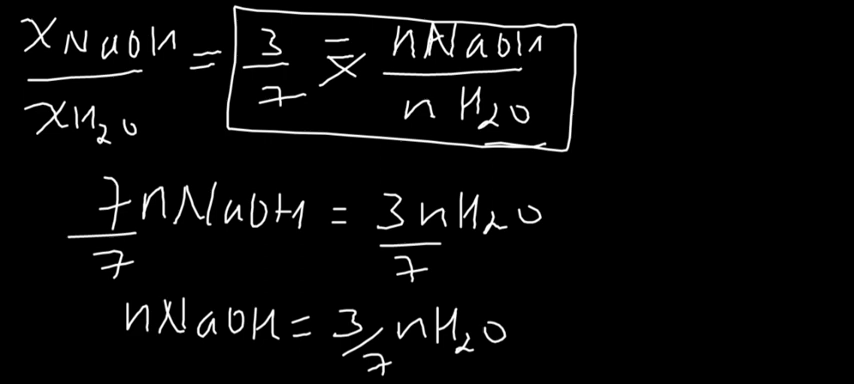 xNaOH/xH₂O = 3/7 = nNaOH/nH₂O
7nNaOH/7 = 3nH₂O/7
nNaOH = 3/7 nH₂O